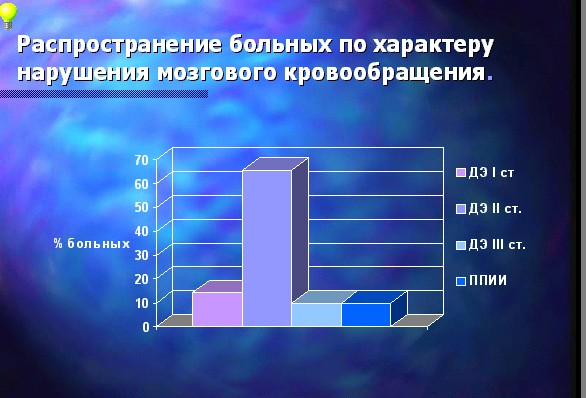 Распространение больных по характеру
нарушения мозгового кровообращения.
70
60
50
40
30
20
10
0
% больных
ДЭ I ст
ДЭ II ст.
ДЭ III ст.
ППИИ